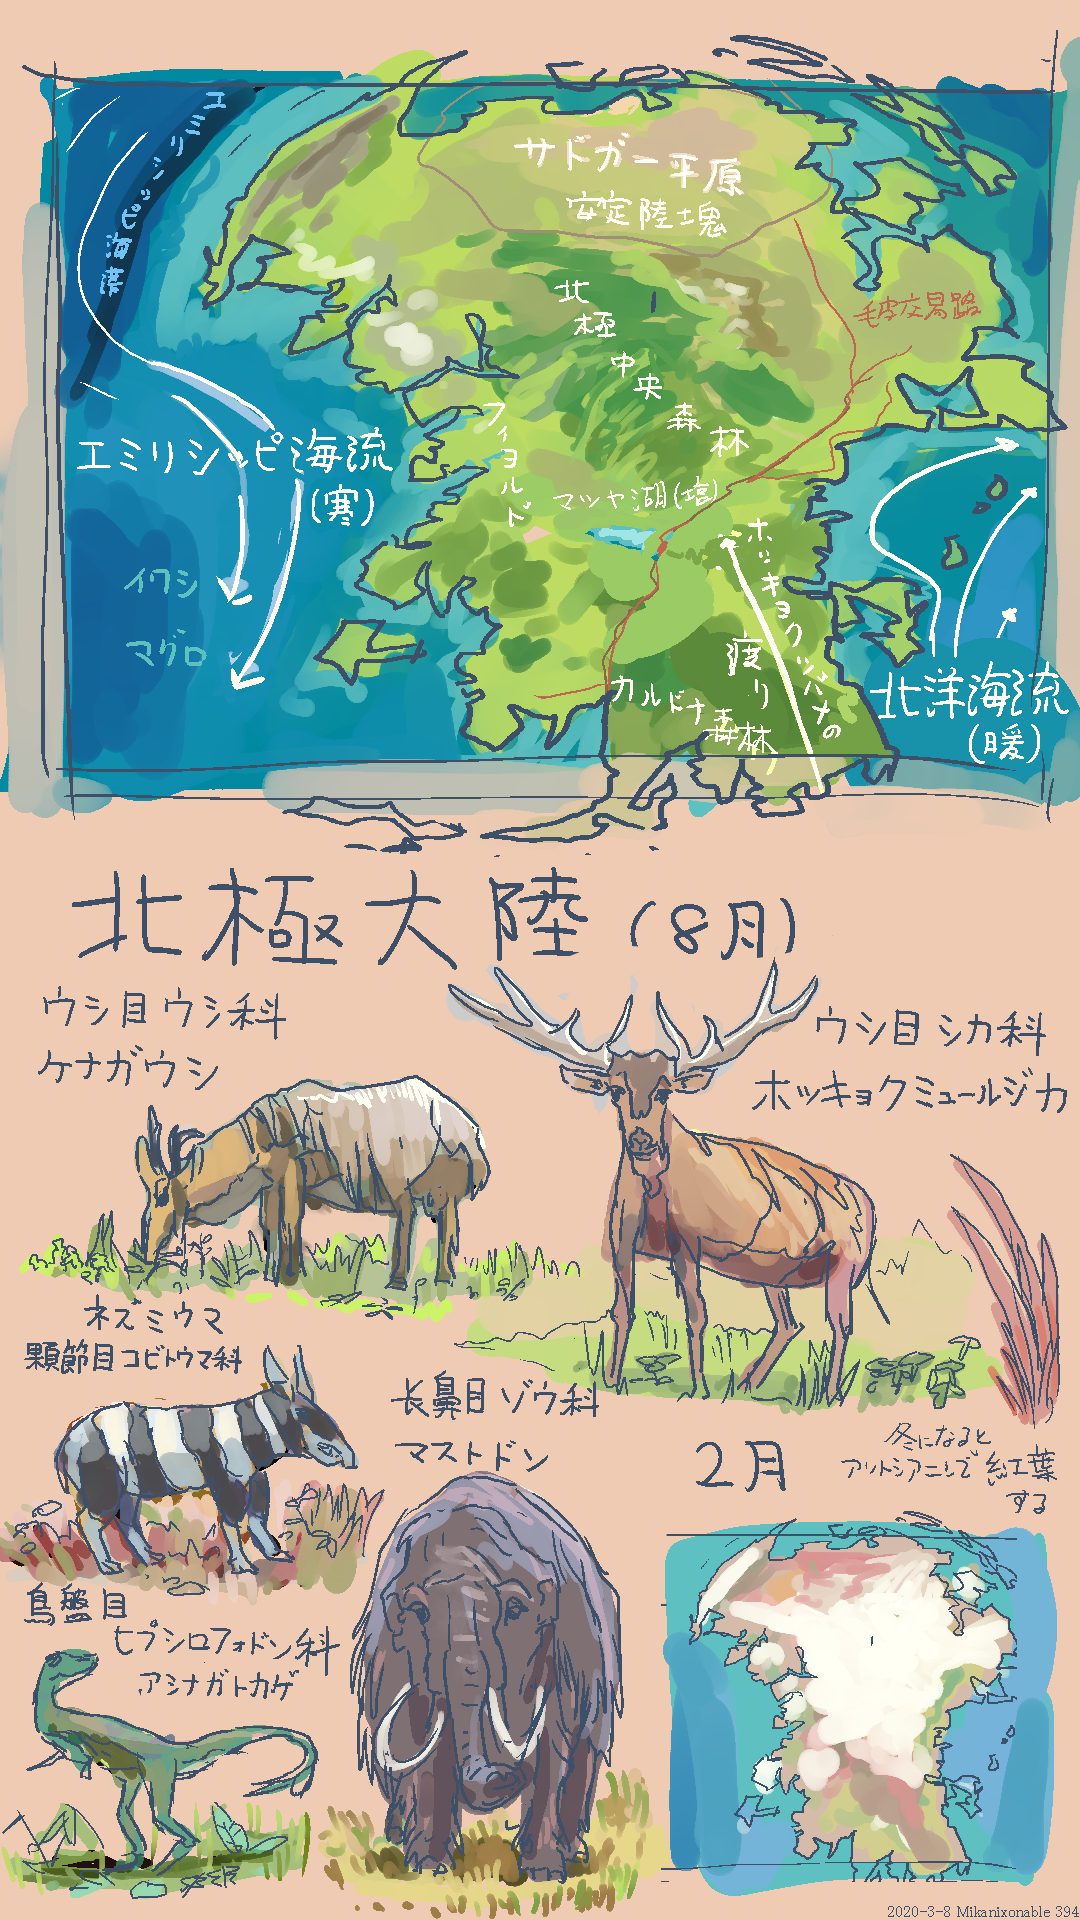 エミリシッピ海溝
サドガー平原
安定陸塊
北極中央森林
毛皮交易路
フィヨルド
エミリシッピ海流
(寒)
マツヤ湖(塩)
イワシ
マグロ
ホッキョクツバナの
渡り
カルドナ森林
北洋海流
(暖)
北極大陸(8月)
ウシ目ウシ科
ケナガウシ
ウシ目シカ科
ホッキョクミュールジカ
ネズミウマ
顆節目コビトウマ科
長鼻目ゾウ科
マストドン
2月
冬になると
アントシアニンで紅葉
する
鳥盤目
ヒプシロフォドン科
アシナガトカゲ
2020-3-8 Mikanixonable 394